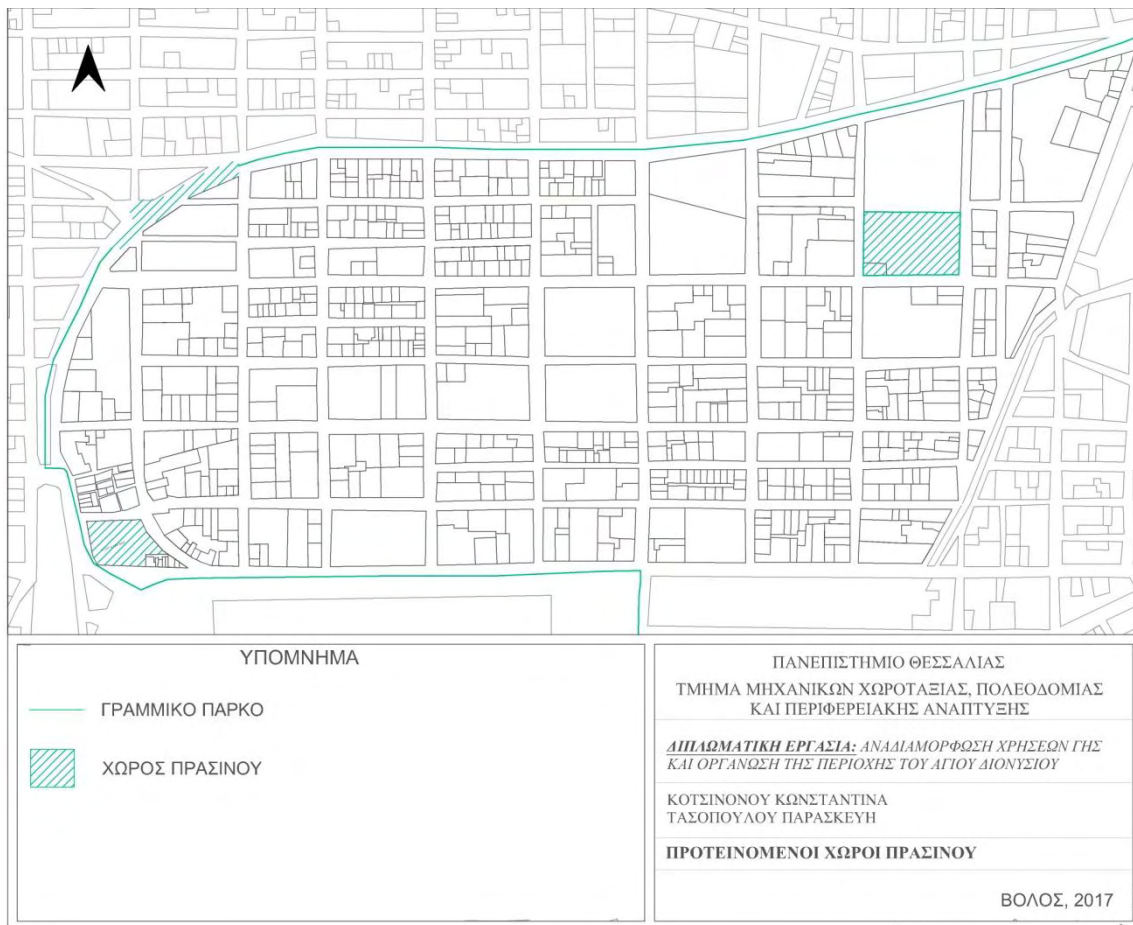 ΥΠΟΜΝΗΜΑ
ΓΡΑΜΜΙΚΟ ΠΑΡΚΟ
ΧΩΡΟΣ ΠΡΑΣΙΝΟΥ
ΠΑΝΕΠΙΣΤΗΜΙΟ ΘΕΣΣΑΛΙΑΣ
ΤΜΗΜΑ ΜΗΧΑΝΙΚΩΝ ΧΩΡΟΤΑΞΙΑΣ, ΠΟΛΕΟΔΟΜΙΑΣ
ΚΑΙ ΠΕΡΙΦΕΡΕΙΑΚΗΣ ΑΝΑΠΤΥΞΗΣ
ΔΙΠΛΩΜΑΤΙΚΗ ΕΡΓΑΣΙΑ: ΑΝΑΔΙΑΜΟΡΦΩΣΗ ΧΡΗΣΕΩΝ ΓΗΣ
ΚΑΙ ΟΡΓΑΝΩΣΗ ΤΗΣ ΠΕΡΙΟΧΗΣ ΤΟΥ ΑΓΙΟΥ ΔΙΟΝΥΣΙΟΥ
ΚΟΤΣΙΝΟΝΟΥ ΚΩΝΣΤΑΝΤΙΝΑ
ΤΑΣΟΠΟΥΛΟΥ ΠΑΡΑΣΚΕΥΗ
ΠΡΟΤΕΙΝΟΜΕΝΟΙ ΧΩΡΟΙ ΠΡΑΣΙΝΟΥ
ΒΟΛΟΣ, 2017